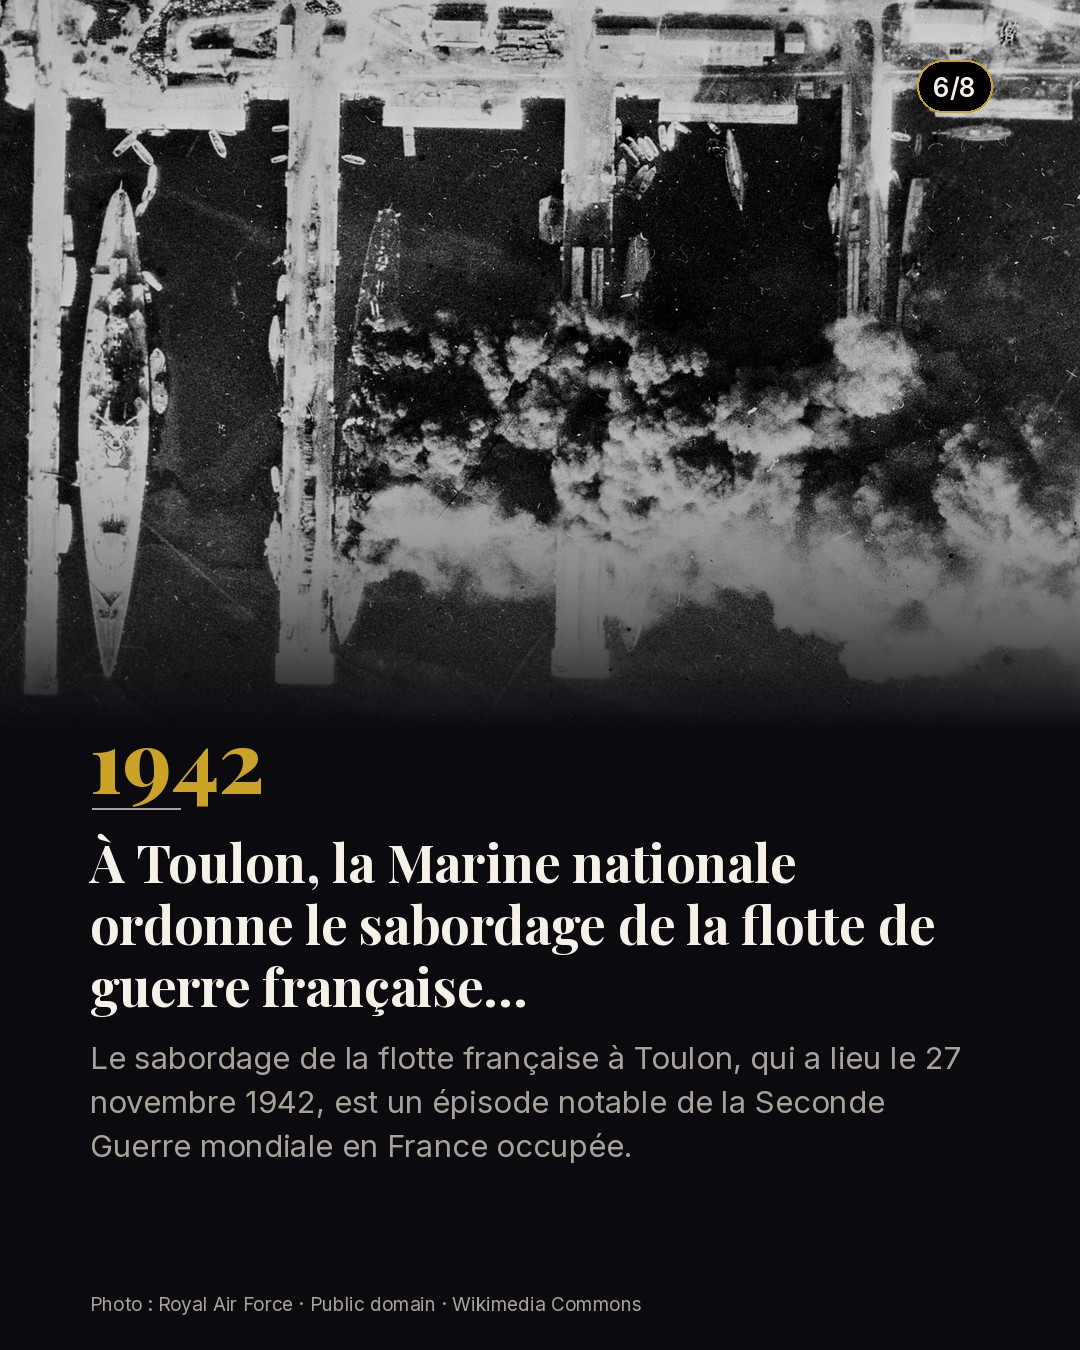 6/8
1942
À Toulon, la Marine nationale
ordonne le sabordage de la flotte de
guerre française...
Le sabordage de la flotte française à Toulon, qui a lieu le 27
novembre 1942, est un épisode notable de la Seconde
Guerre mondiale en France occupée.
Photo : Royal Air Force · Public domain · Wikimedia Commons